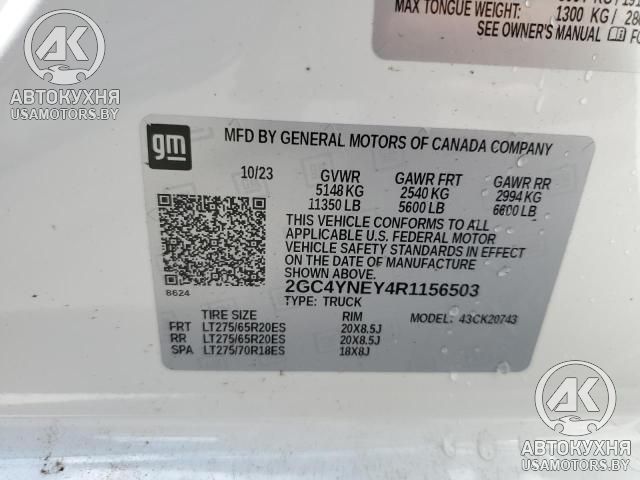 MAX TONGUE WEIGHT: 1300 KG/
SEE OWNER'S MANUAL
AK
АВТОКУХНЯ
USAMOTORS.BY
gm
MFD BY GENERAL MOTORS OF CANADA COMPANY
10/23 GVWR GAWR FRT GAWR RR
5148 KG 2540 KG 2994 KG
11350 LB 5600 LB 6600 LB
THIS VEHICLE CONFORMS TO ALL
APPLICABLE U.S. FEDERAL MOTOR
VEHICLE SAFETY STANDARDS IN EFFECT
ON THE DATE OF MANUFACTURE
SHOWN ABOVE.
8624
2GC4YNEY4R1156503
TYPE: TRUCK
MODEL: 43CK20743
TIRE SIZE RIM
FRT LT275/65R20ES 20X8.5J
RR LT275/65R20ES 20X8.5J
SPA LT275/70R18ES 18X8J
AK
АВТОКУХНЯ
USAMOTORS.BY